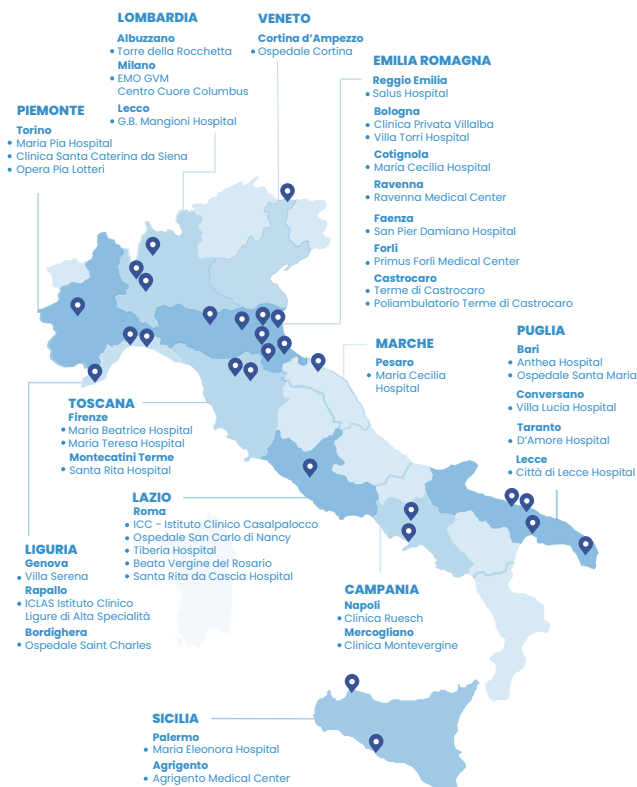 LOMBARDIA
Albuzzano
• Torre della Rocchetta
Milano
• EMO GVM
Centro Cuore Columbus
Lecco
• G.B. Mangioni Hospital
VENETO
Cortina d'Ampezzo
• Ospedale Cortina
EMILIA ROMAGNA
Reggio Emilia
• Salus Hospital
Bologna
• Clinica Privata Villalba
• Villa Torri Hospital
Cotignola
• Maria Cecilia Hospital
Ravenna
• Ravenna Medical Center
Faenza
• San Pier Damiano Hospital
Forlì
• Primus Forlì Medical Center
Castrocaro
• Terme di Castrocaro
• Poliambulatorio Terme di Castrocaro
PIEMONTE
Torino
• Maria Pia Hospital
• Clinica Santa Caterina da Siena
• Opera Pia Lotteri
MARCHE
Pesaro
• Maria Cecilia
Hospital
PUGLIA
Bari
• Anthea Hospital
• Ospedale Santa Maria
Conversano
• Villa Lucia Hospital
Taranto
• D'Amore Hospital
Lecce
• Città di Lecce Hospital
TOSCANA
Firenze
• Maria Beatrice Hospital
• Maria Teresa Hospital
Montecatini Terme
• Santa Rita Hospital
LAZIO
Roma
• ICC - Istituto Clinico Casalpalocco
• Ospedale San Carlo di Nancy
• Tiberia Hospital
• Beata Vergine del Rosario
• Santa Rita da Cascia Hospital
LIGURIA
Genova
• Villa Serena
Rapallo
• ICLAS Istituto Clinico
Ligure di Alta Specialità
Bordighera
• Ospedale Saint Charles
CAMPANIA
Napoli
• Clinica Ruesch
Mercogliano
• Clinica Montevergine
SICILIA
Palermo
• Maria Eleonora Hospital
Agrigento
• Agrigento Medical Center